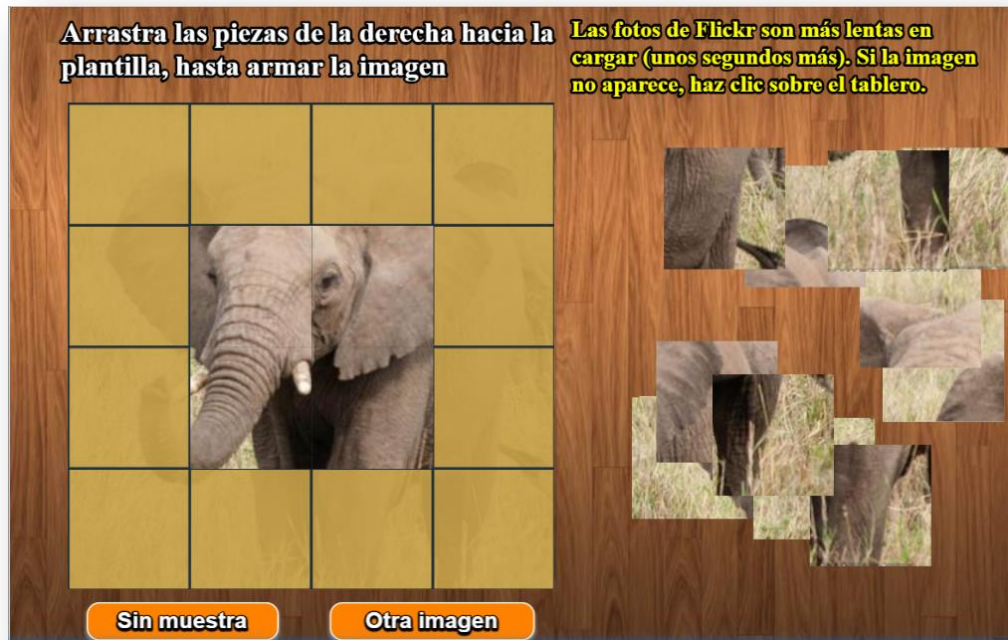 Arrastra las piezas de la derecha hacia la
plantilla, hasta armar la imagen
Las fotos de Flickr son más lentas en
cargar (unos segundos más). Si la imagen
no aparece, haz clic sobre el tablero.
Sin muestra
Otra imagen